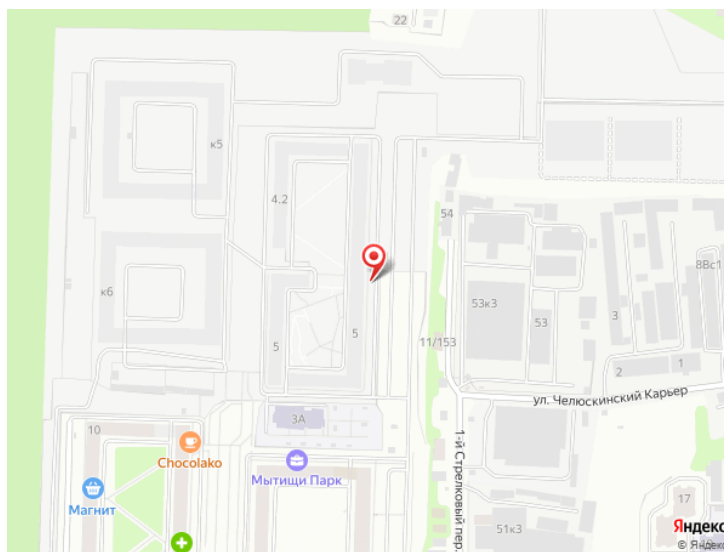 22
к5
4.2
54
8Вс1
к6
53к3
53
3
11/153
5
5
2
1
ул. Челюскинский Карьер
3А
10
Chocolako
1-й Стрелковый пер.
Мытищи Парк
Магнит
17
51к3
Яндекс
© Яндекс